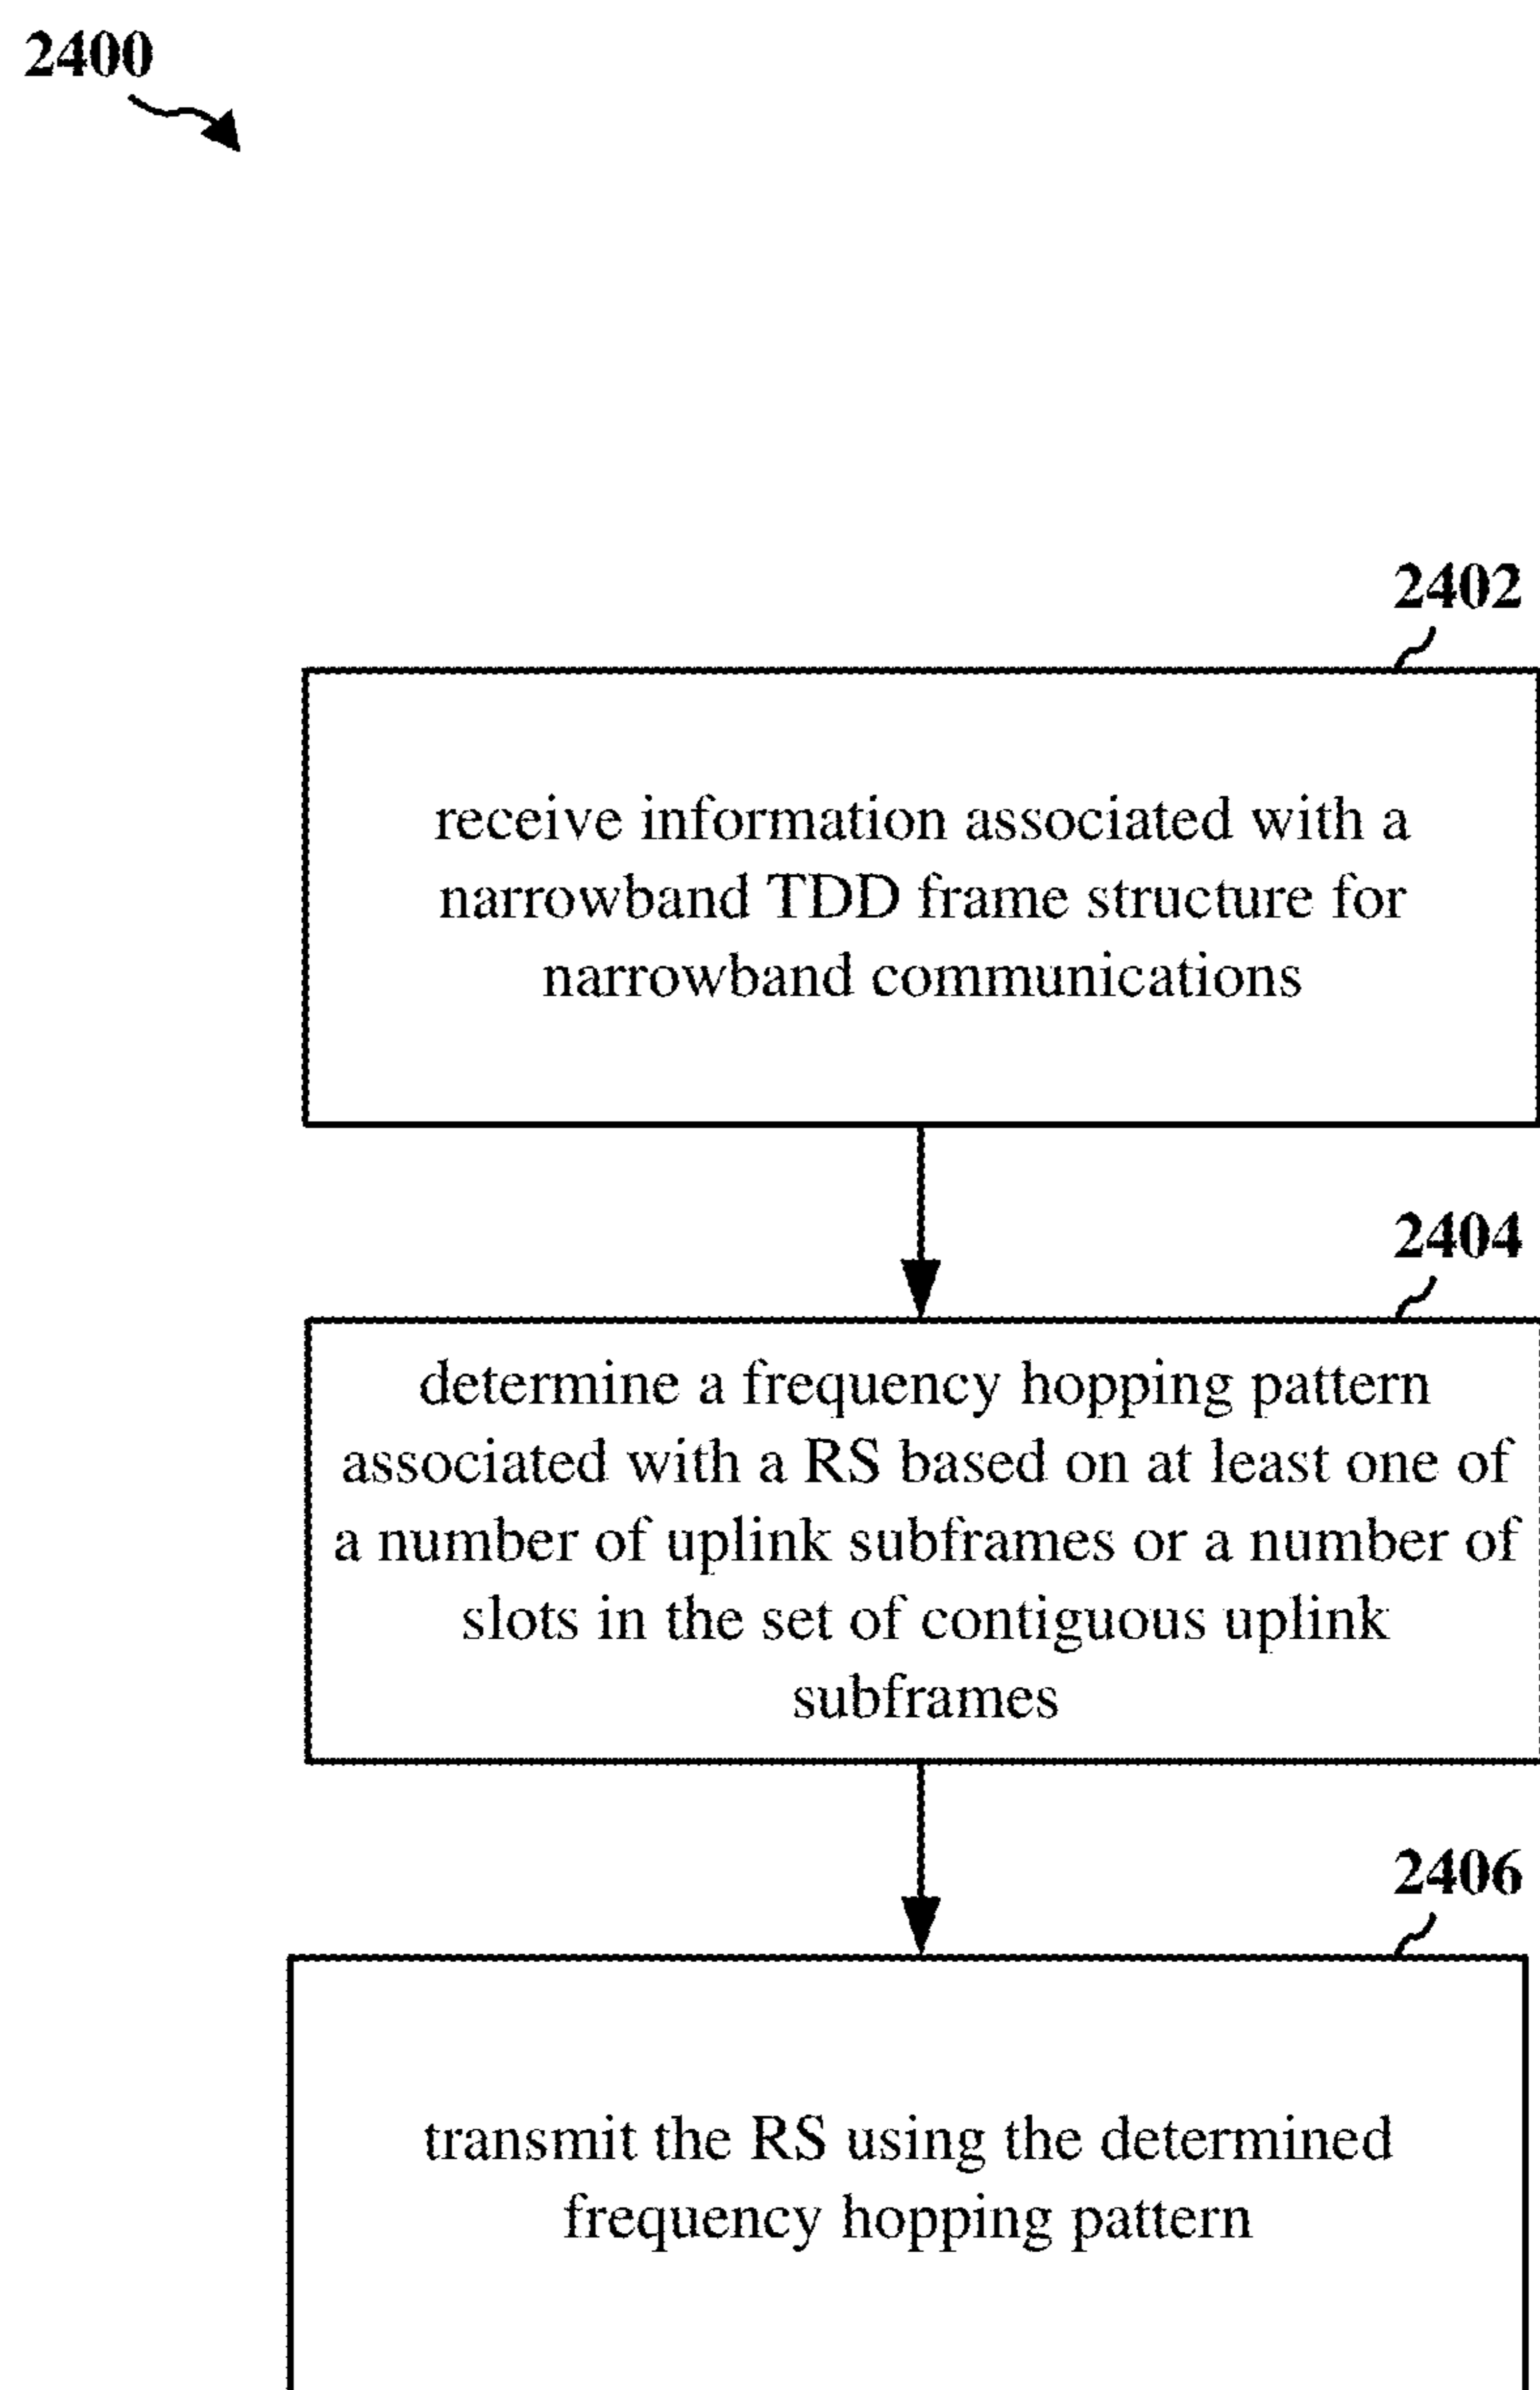 2400
2402
receive information associated with a
narrowband TDD frame structure for
narrowband communications
2404
determine a frequency hopping pattern
associated with a RS based on at least one of
a number of uplink subframes or a number of
slots in the set of contiguous uplink
subframes
2406
transmit the RS using the determined
frequency hopping pattern